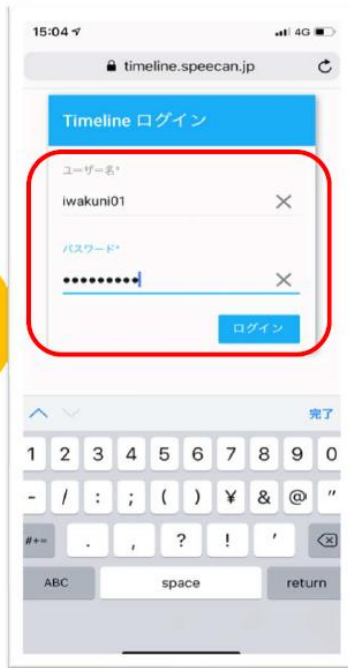 15:04
4G
timeline.speecan.jp
Timeline ログイン
ユーザー名*
iwakuni01
パスワード*
•••••••••
ログイン
完了
1 2 3 4 5 6 7 8 9 0
- / : ; ( ) ¥ & @ "
#+= . , ? ! '
ABC space return